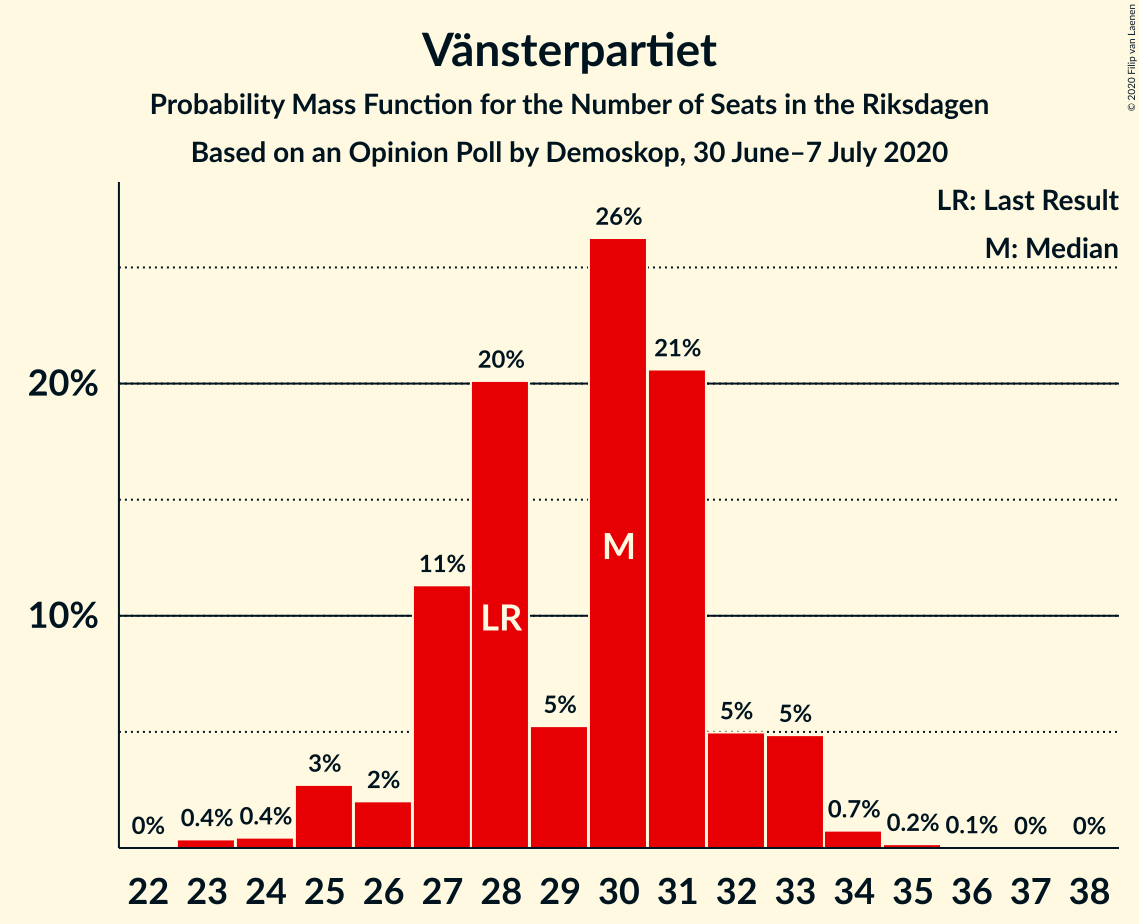 Vänsterpartiet
Probability Mass Function for the Number of Seats in the Riksdagen
Based on an Opinion Poll by Demoskop, 30 June–7 July 2020
© 2020 Filip van Laenen
LR: Last Result
M: Median
20%
10%
0%
0.4%
0.4%
3%
2%
11%
20%
5%
26%
21%
5%
5%
0.7%
0.2%
0.1%
0%
0%
LR
M
22 23 24 25 26 27 28 29 30 31 32 33 34 35 36 37 38